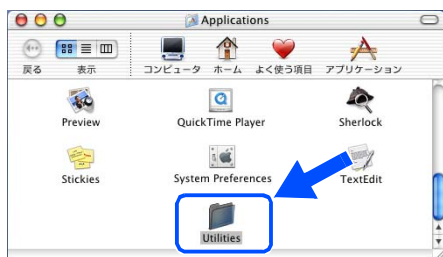 Applications
戻る 表示 コンピュータ ホーム よく使う項目 アプリケーション
Preview QuickTime Player Sherlock
Stickies System Preferences TextEdit
Utilities